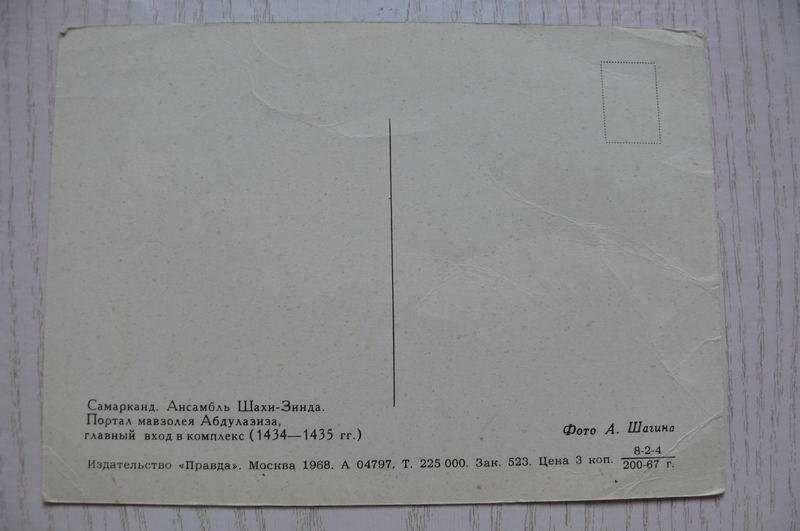 Самарканд. Ансамбль Шахи-Зинда.
Портал мавзолея Абдулазиза,
главный вход в комплекс (1434—1435 гг.)
Фото А. Шагина
Издательство «Правда». Москва 1968. А 04797. Т. 225 000. Зак. 523. Цена 3 коп. 8-2-4
200-67 г.